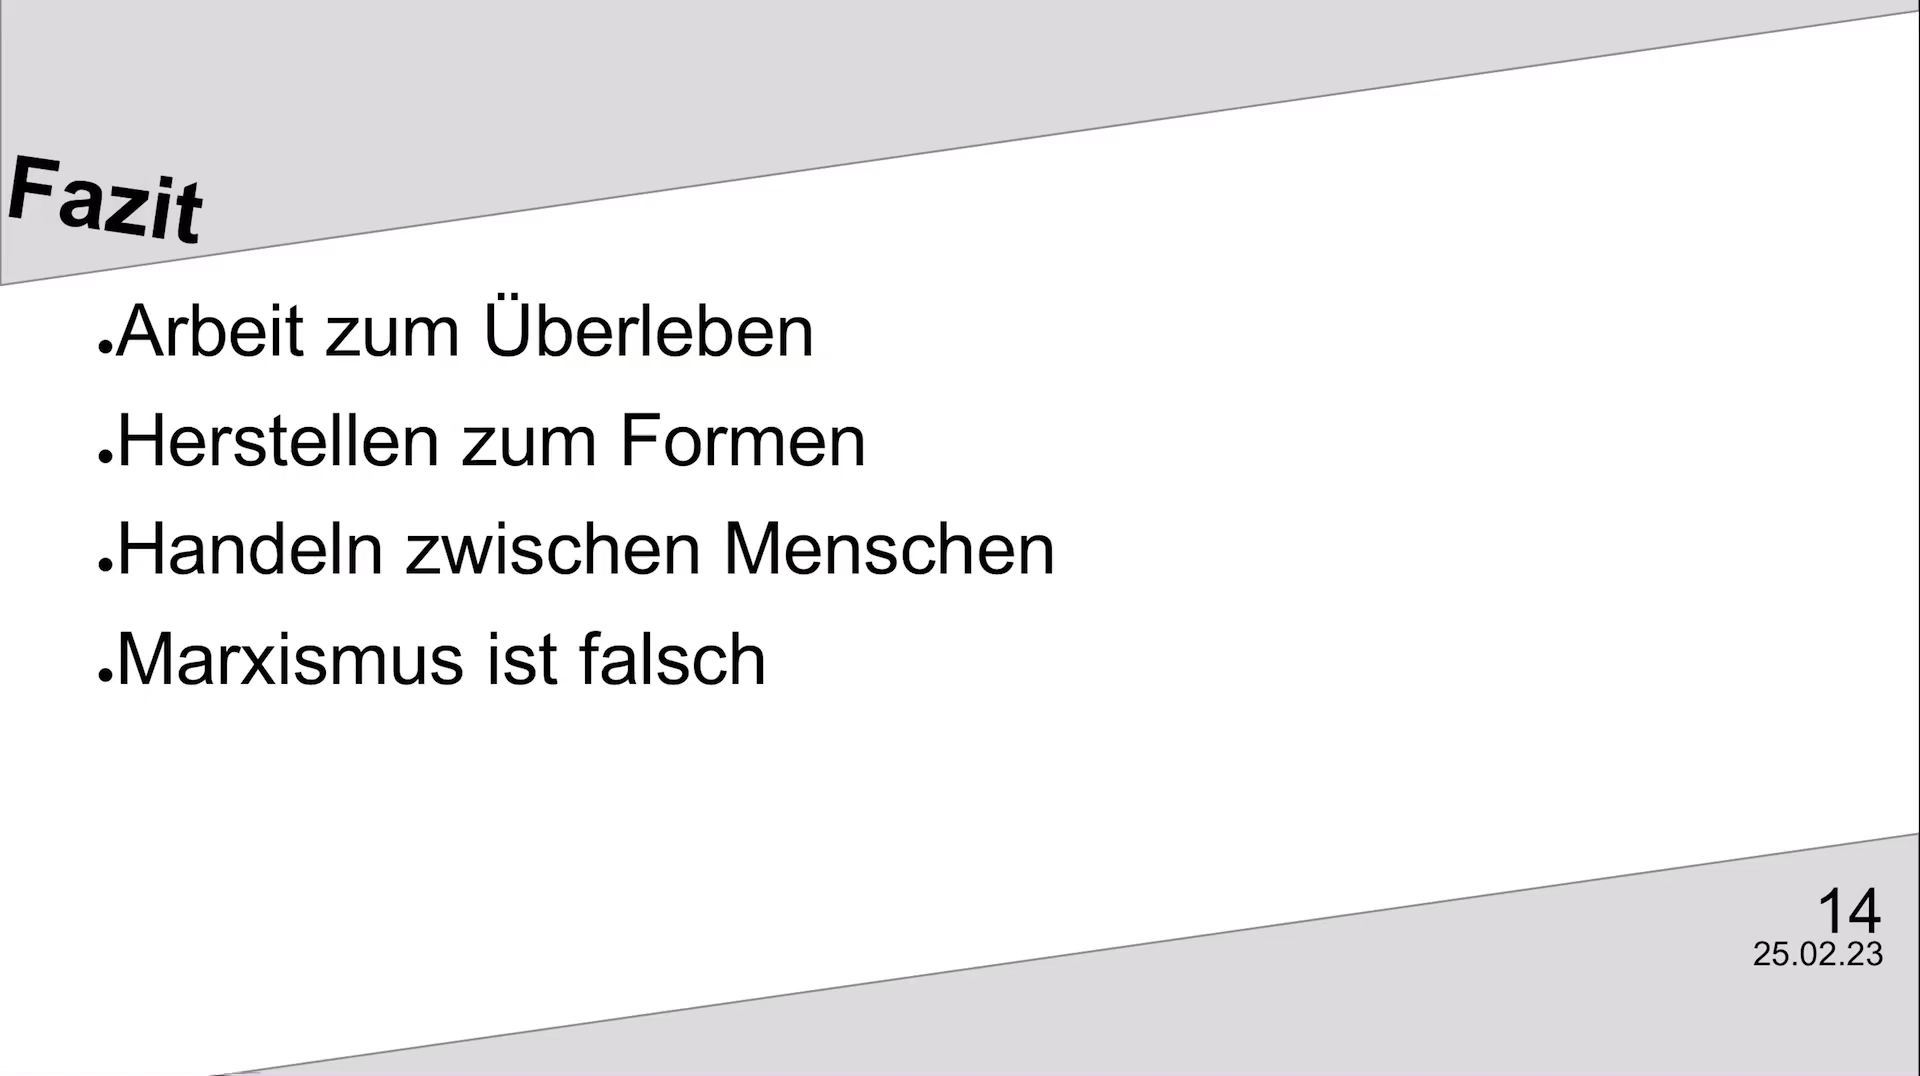 Fazit
●Arbeit zum Überleben
●Herstellen zum Formen
●Handeln zwischen Menschen
●Marxismus ist falsch
14
25.02.23